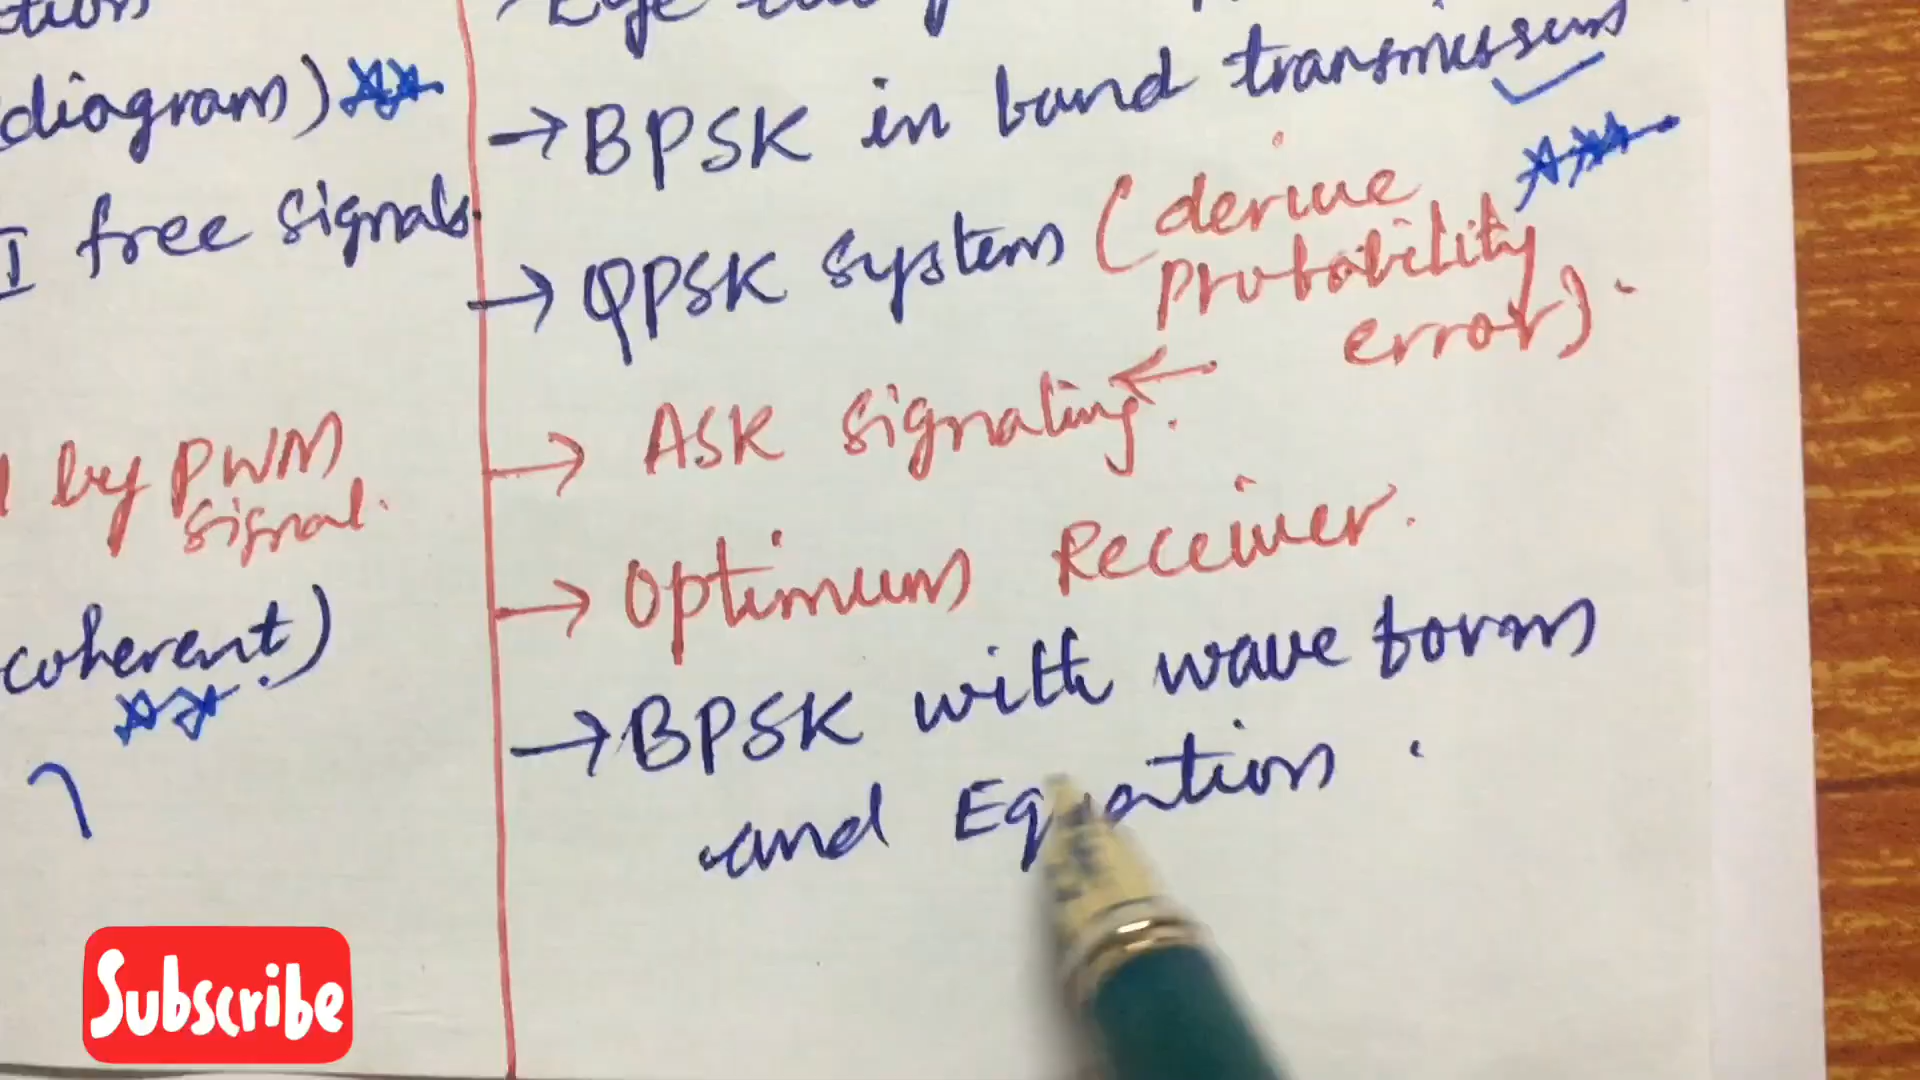 (diagram)
I free signals
by PWM
signal.
coherent)
→ BPSK in band transmission
→ QPSK system (derive
probability
error).
→ ASK signaling. ←
→ Optimum Receiver.
→ BPSK with wave forms
and Equation.
Subscribe